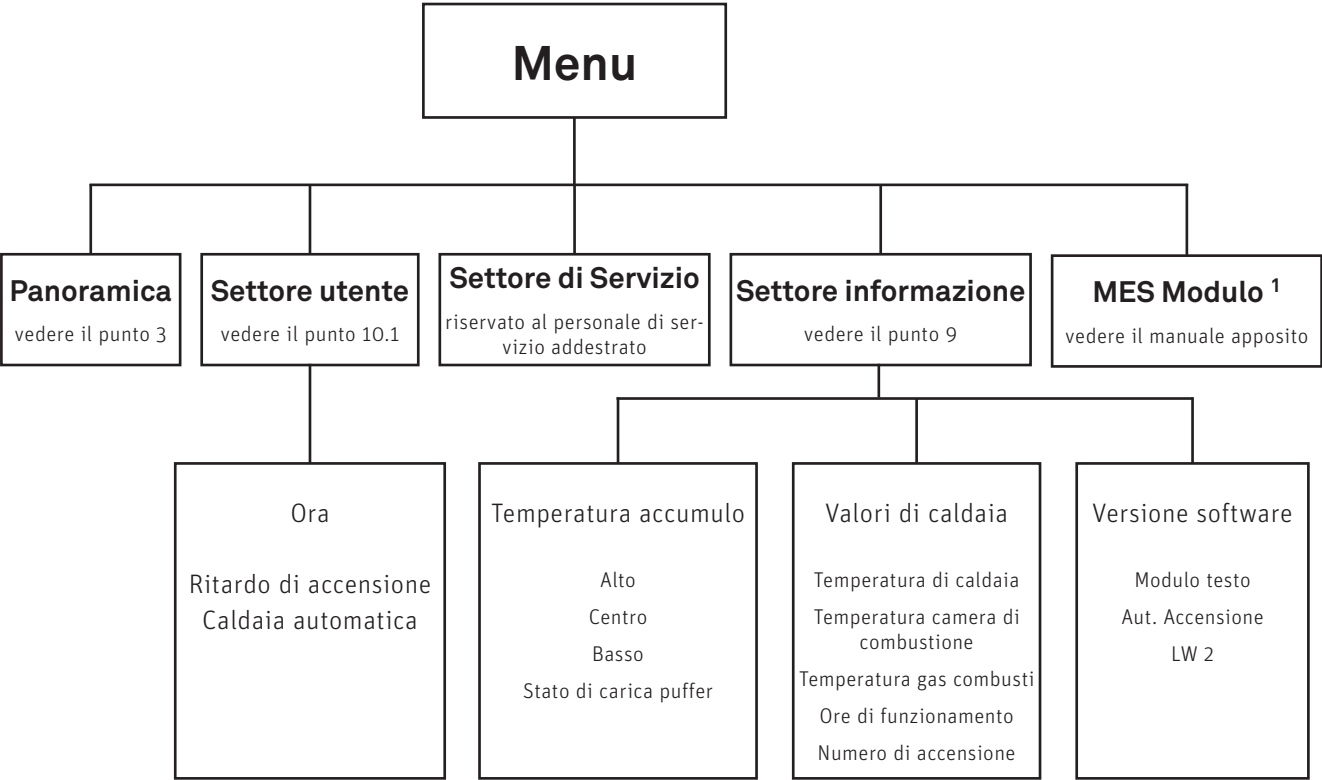 Menu
Panoramica
vedere il punto 3
Settore utente
vedere il punto 10.1
Settore di Servizio
riservato al personale di ser-
vizio addestrato
Settore informazione
vedere il punto 9
MES Modulo ¹
vedere il manuale apposito
Ora
Ritardo di accensione
Caldaia automatica
Temperatura accumulo
Alto
Centro
Basso
Stato di carica puffer
Valori di caldaia
Temperatura di caldaia
Temperatura camera di
combustione
Temperatura gas combusti
Ore di funzionamento
Numero di accensione
Versione software
Modulo testo
Aut. Accensione
LW 2